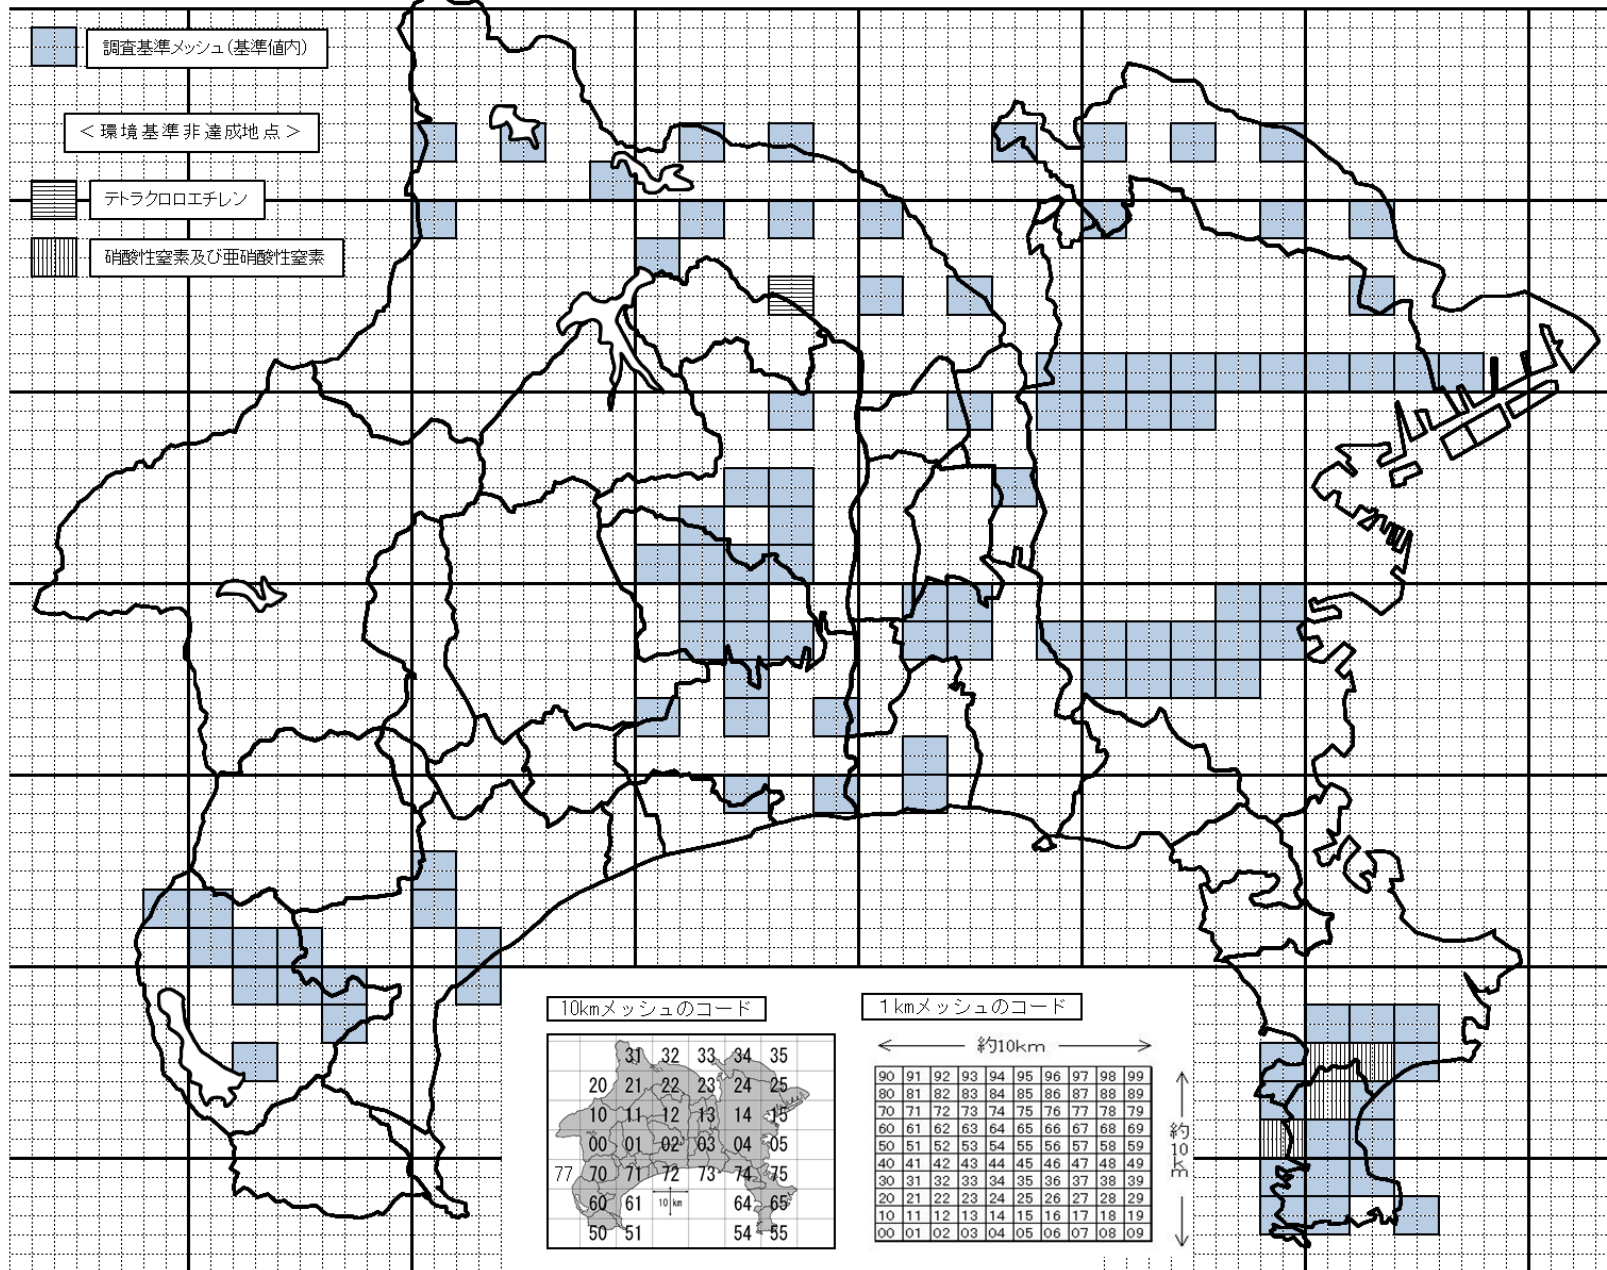 調査基準メッシュ(基準値内)
<環境基準非達成地点>
テトラクロロエチレン
硝酸性窒素及び亜硝酸性窒素
10kmメッシュのコード
31 32 33 34 35
20 21 22 23 24 25
10 11 12 13 14 15
00 01 02 03 04 05
77 70 71 72 73 74 75
60 61 10 km 64 65
50 51 54 55
1kmメッシュのコード
約10km
90 91 92 93 94 95 96 97 98 99
80 81 82 83 84 85 86 87 88 89
70 71 72 73 74 75 76 77 78 79
60 61 62 63 64 65 66 67 68 69
50 51 52 53 54 55 56 57 58 59
40 41 42 43 44 45 46 47 48 49
30 31 32 33 34 35 36 37 38 39
20 21 22 23 24 25 26 27 28 29
10 11 12 13 14 15 16 17 18 19
00 01 02 03 04 05 06 07 08 09
約10km